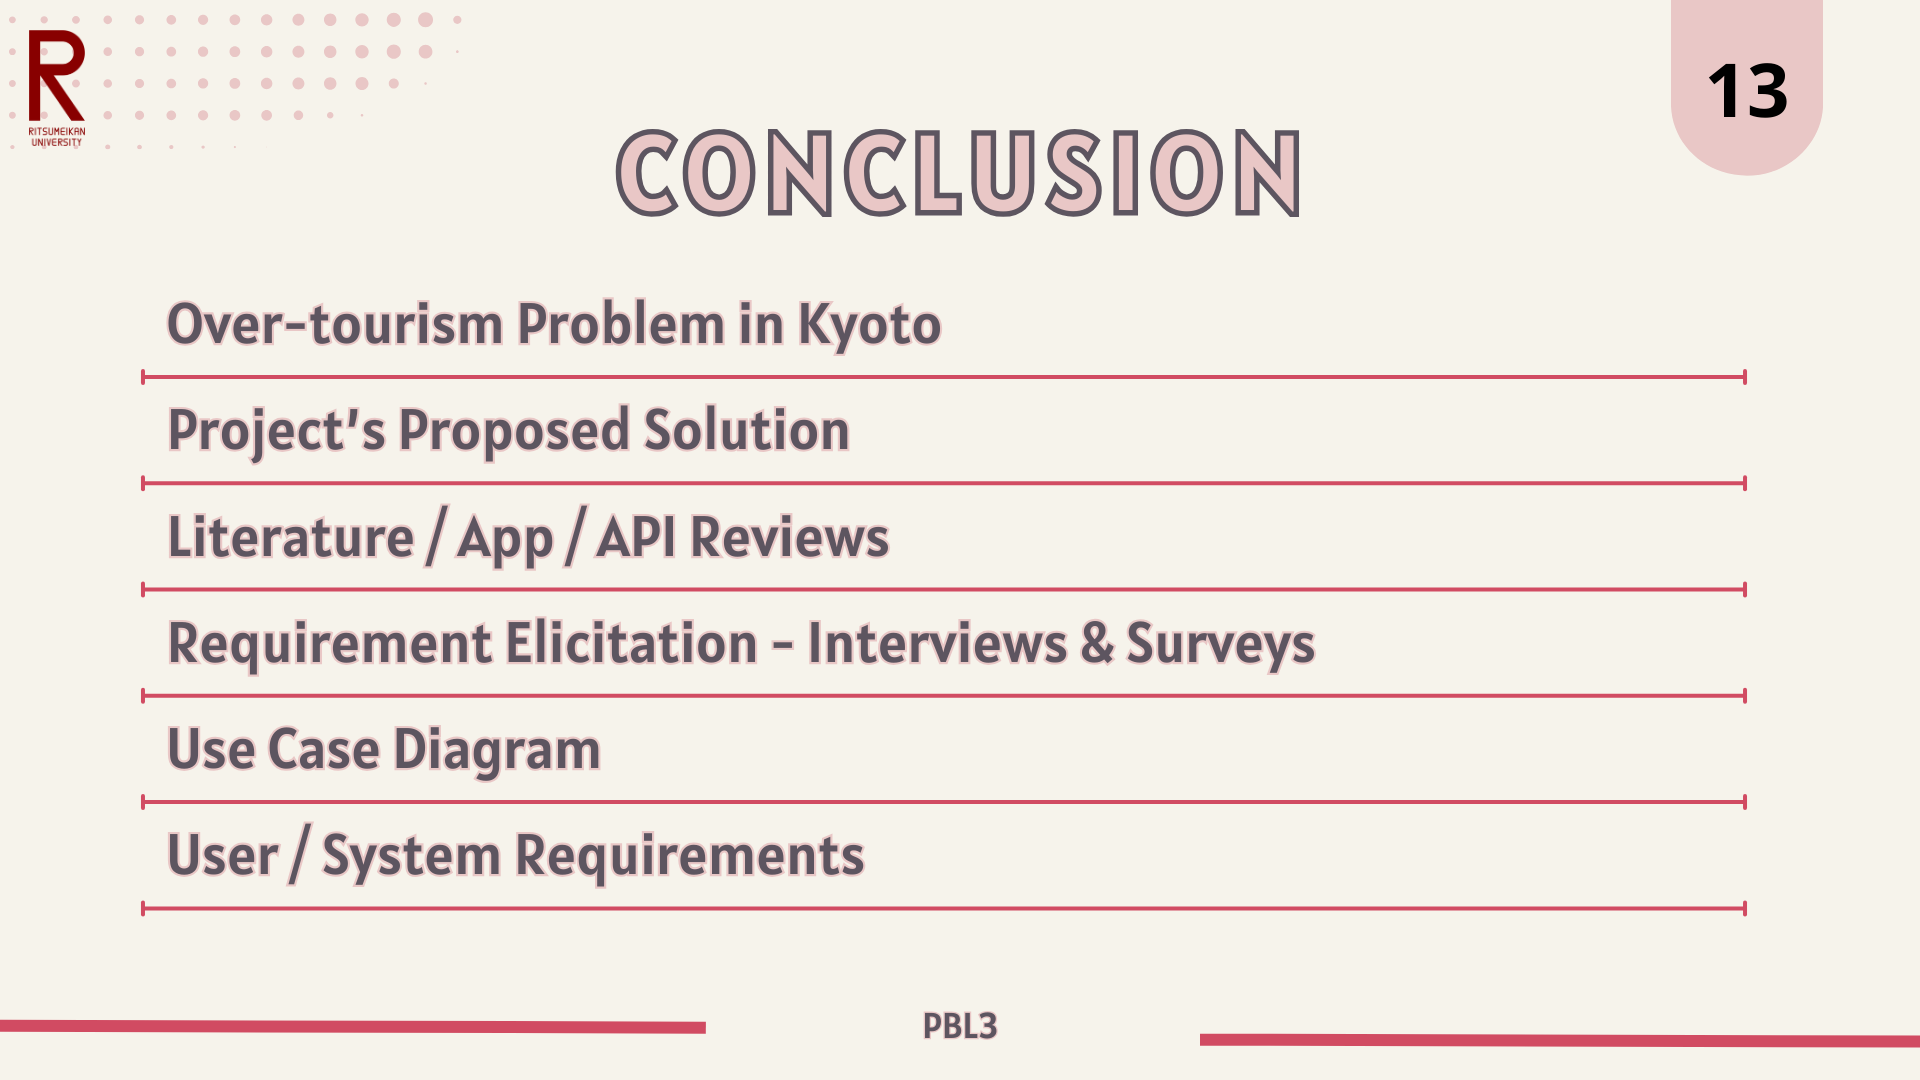 RITSUMEIKAN
UNIVERSITY
13
CONCLUSION
Over-tourism Problem in Kyoto
Project's Proposed Solution
Literature / App / API Reviews
Requirement Elicitation - Interviews & Surveys
Use Case Diagram
User / System Requirements
PBL3